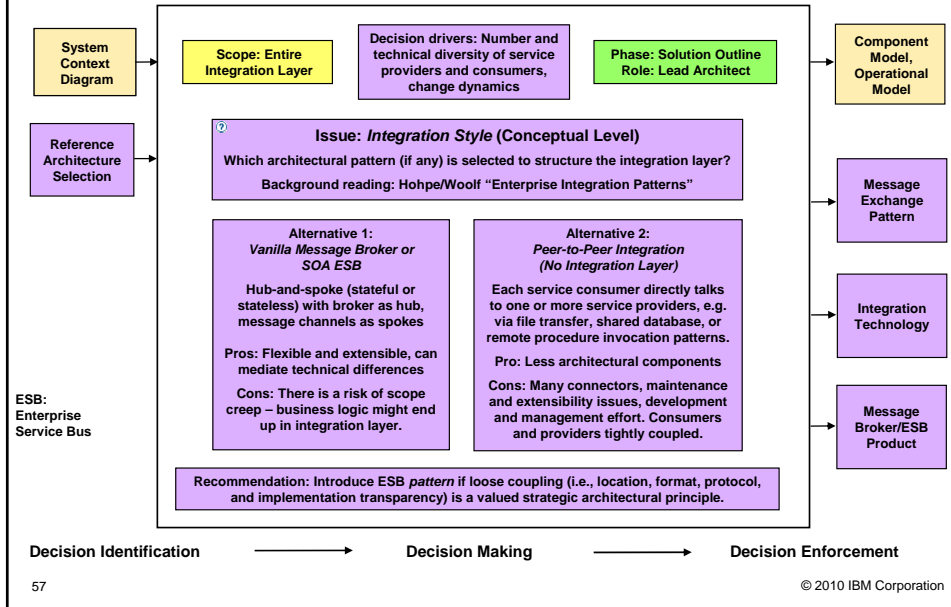 System
Context
Diagram
Scope: Entire
Integration Layer
Decision drivers: Number and
technical diversity of service
providers and consumers,
change dynamics
Phase: Solution Outline
Role: Lead Architect
Component
Model,
Operational
Model
Reference
Architecture
Selection
?
Issue: Integration Style (Conceptual Level)
Which architectural pattern (if any) is selected to structure the integration layer?
Background reading: Hohpe/Woolf “Enterprise Integration Patterns”
Message
Exchange
Pattern
Alternative 1:
Vanilla Message Broker or
SOA ESB
Hub-and-spoke (stateful or
stateless) with broker as hub,
message channels as spokes
Pros: Flexible and extensible, can
mediate technical differences
Cons: There is a risk of scope
creep – business logic might end
up in integration layer.
Alternative 2:
Peer-to-Peer Integration
(No Integration Layer)
Each service consumer directly talks
to one or more service providers, e.g.
via file transfer, shared database, or
remote procedure invocation patterns.
Pro: Less architectural components
Cons: Many connectors, maintenance
and extensibility issues, development
and management effort. Consumers
and providers tightly coupled.
Integration
Technology
ESB:
Enterprise
Service Bus
Message
Broker/ESB
Product
Recommendation: Introduce ESB pattern if loose coupling (i.e., location, format, protocol,
and implementation transparency) is a valued strategic architectural principle.
Decision Identification
Decision Making
Decision Enforcement
57
© 2010 IBM Corporation